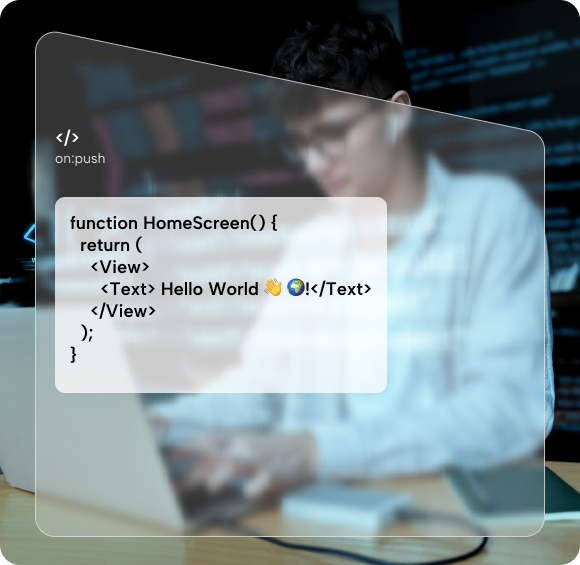 </>
on:push
function HomeScreen() {
return (
<View>
<Text> Hello World 👋 🌍!</Text>
</View>
);
}